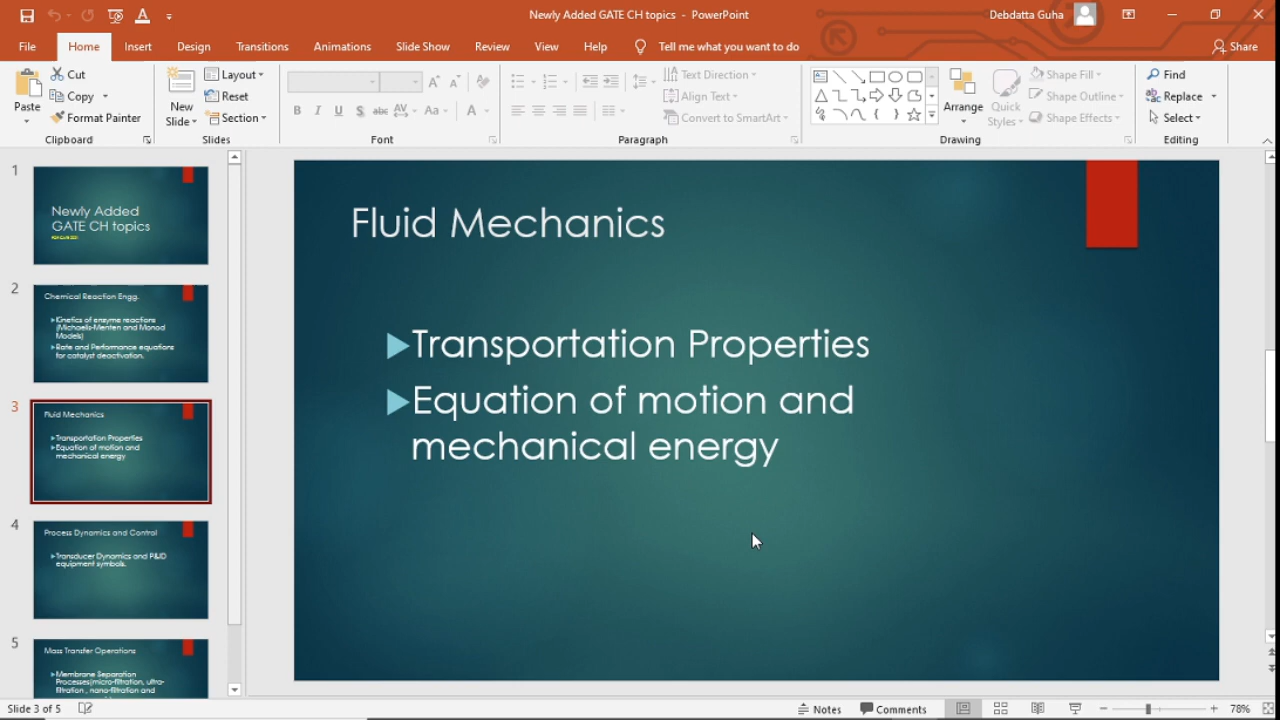 Newly Added GATE CH topics - PowerPoint
Debdatta Guha
File Home Insert Design Transitions Animations Slide Show Review View Help Tell me what you want to do Share
Paste
Cut
Copy
Format Painter
Clipboard
New
Slide
Layout
Reset
Section
Slides
Aa
Font
Text Direction
Align Text
Convert to SmartArt
Paragraph
Arrange
Quick
Styles
Shape Fill
Shape Outline
Shape Effects
Drawing
Find
Replace
Select
Editing
1
Newly Added
GATE CH topics
2
Chemical Reaction Engg.
Kinetics of enzyme reactions
(Michaelis-Menten and Monod
Models)
Rate and Performance equations
for catalyst deactivation.
3
Fluid Mechanics
Transportation Properties
Equation of motion and
mechanical energy
4
Process Dynamics and Control
Transducer Dynamics and P&ID
equipment symbols.
5
Mass Transfer Operations
Membrane Separation
Processes(micro-filtration, ultra-
filtration , nano-filtration and
Fluid Mechanics
Transportation Properties
Equation of motion and
mechanical energy
Slide 3 of 5
Notes
Comments
78%